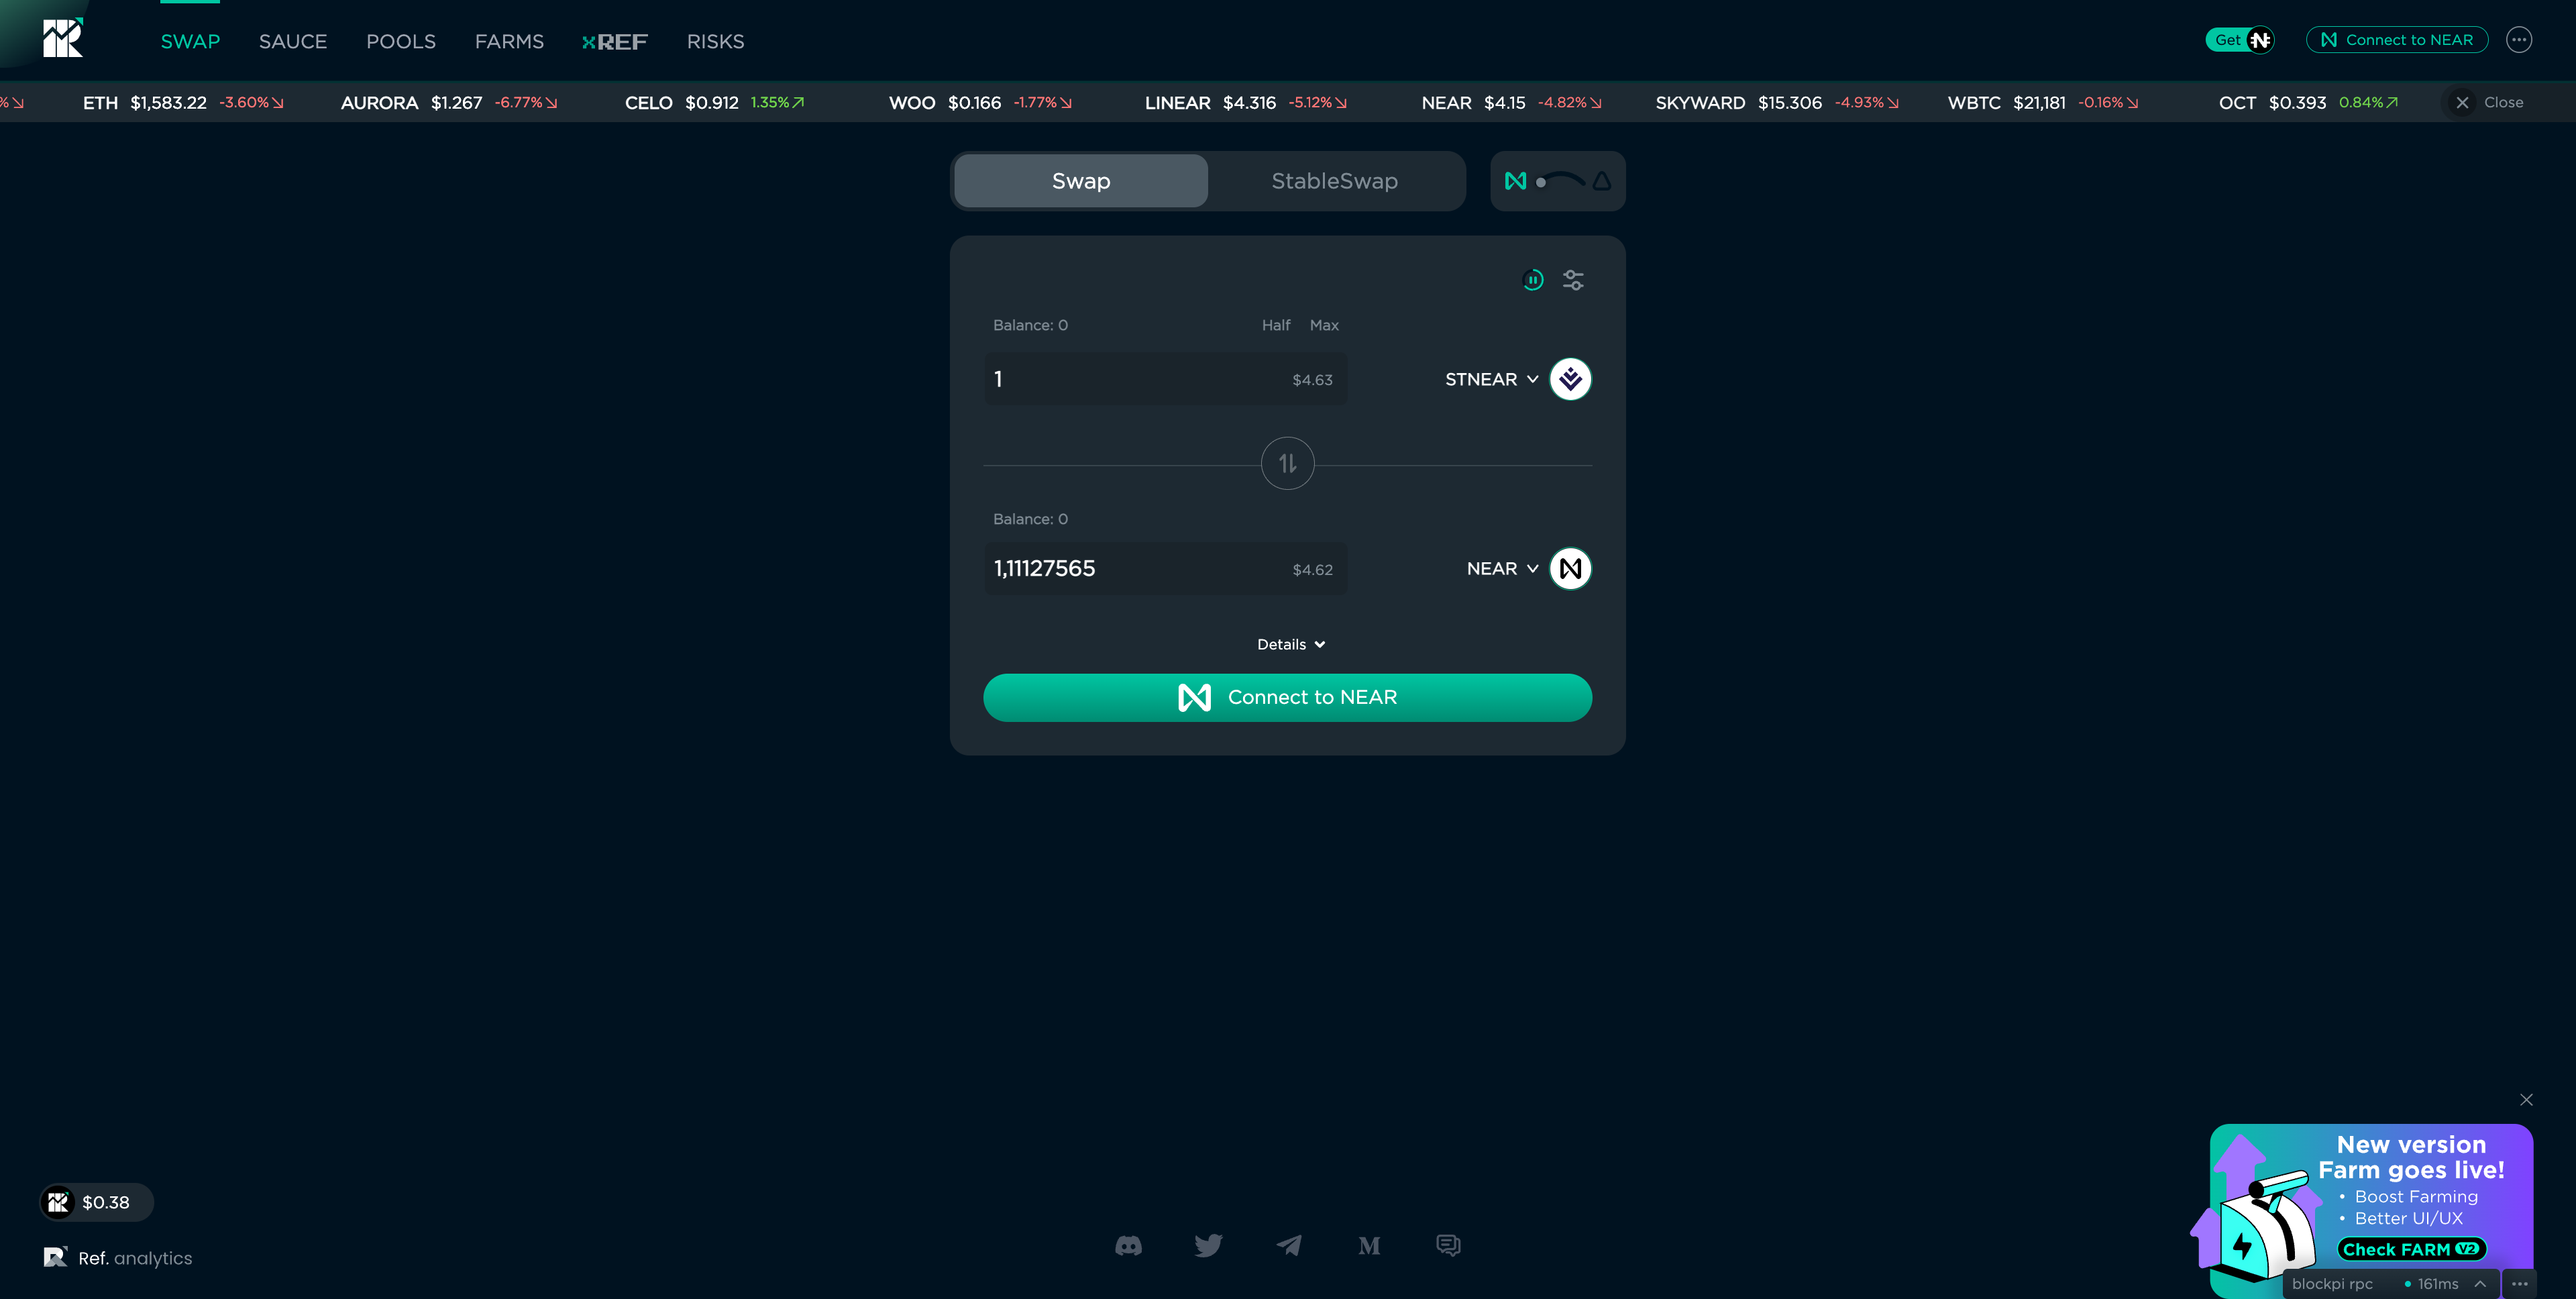 SWAP SAUCE POOLS FARMS xREF RISKS Get Connect to NEAR
% ETH $1,583.22 -3.60% AURORA $1.267 -6.77% CELO $0.912 1.35% WOO $0.166 -1.77% LINEAR $4.316 -5.12% NEAR $4.15 -4.82% SKYWARD $15.306 -4.93% WBTC $21,181 -0.16% OCT $0.393 0.84% Close
Swap StableSwap
Balance: 0 Half Max
1 $4.63 STNEAR
Balance: 0
1,11127565 $4.62 NEAR
Details
Connect to NEAR
New version
Farm goes live!
• Boost Farming
• Better UI/UX
Check FARM V2
$0.38
Ref. analytics
blockpi rpc 161ms